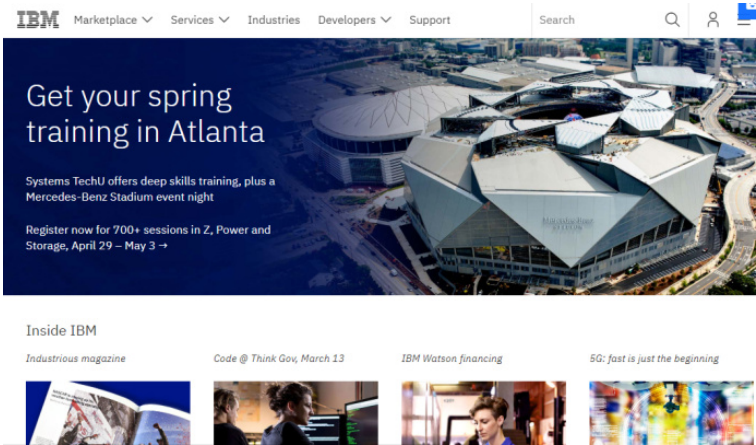 IBM Marketplace Services Industries Developers Support Search
Get your spring
training in Atlanta
Systems TechU offers deep skills training, plus a
Mercedes-Benz Stadium event night
Register now for 700+ sessions in Z, Power and
Storage, April 29 – May 3 →
Inside IBM
Industrious magazine
Code @ Think Gov, March 13
IBM Watson financing
5G: fast is just the beginning